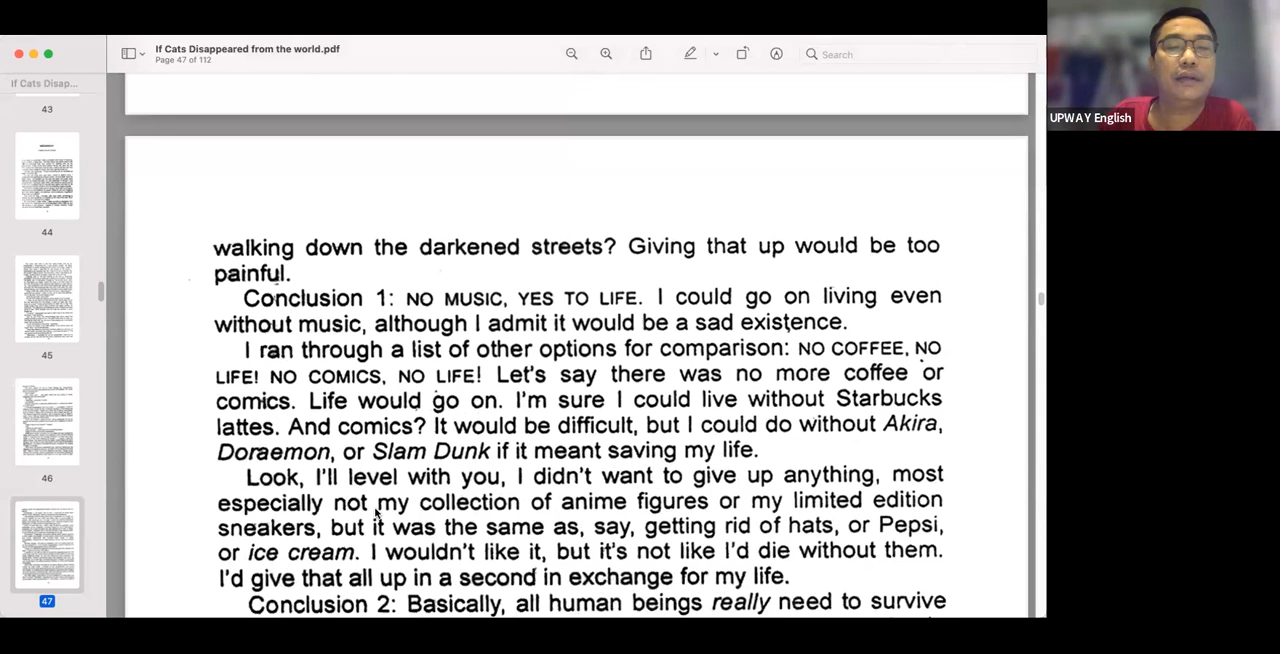 If Cats Disappeared from the world.pdf
Page 47 of 112
Search
UPWAY English
If Cats Disap...
43
44
45
46
47
walking down the darkened streets? Giving that up would be too
painful.
Conclusion 1: NO MUSIC, YES TO LIFE. I could go on living even
without music, although I admit it would be a sad existence.
I ran through a list of other options for comparison: NO COFFEE, NO
LIFE! NO COMICS, NO LIFE! Let's say there was no more coffee or
comics. Life would go on. I'm sure I could live without Starbucks
lattes. And comics? It would be difficult, but I could do without Akira,
Doraemon, or Slam Dunk if it meant saving my life.
Look, I'll level with you, I didn't want to give up anything, most
especially not my collection of anime figures or my limited edition
sneakers, but it was the same as, say, getting rid of hats, or Pepsi,
or ice cream. I wouldn't like it, but it's not like I'd die without them.
I'd give that all up in a second in exchange for my life.
Conclusion 2: Basically, all human beings really need to survive